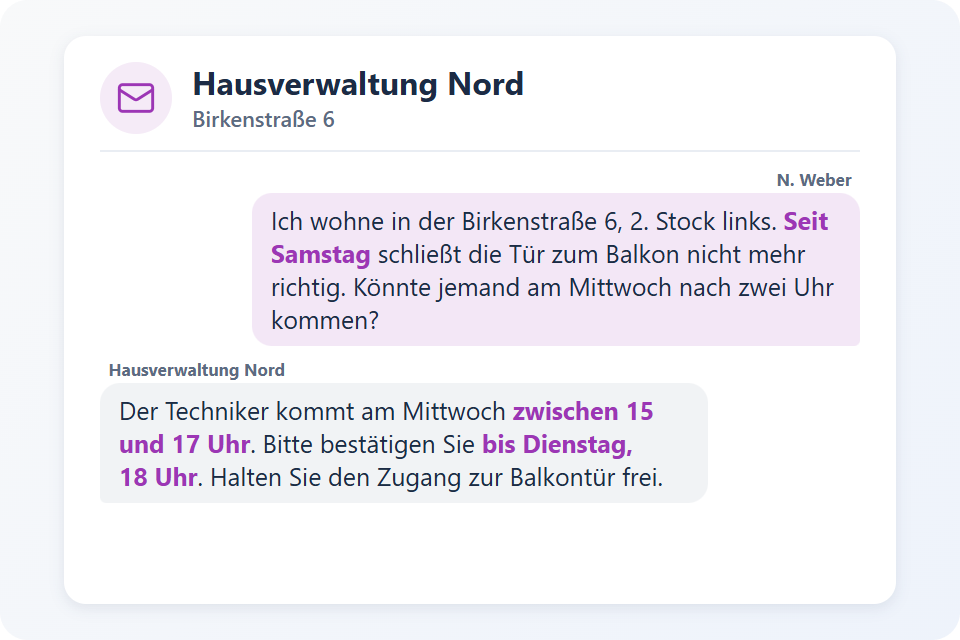 Hausverwaltung Nord
Birkenstraße 6
N. Weber
Ich wohne in der Birkenstraße 6, 2. Stock links. Seit
Samstag schließt die Tür zum Balkon nicht mehr
richtig. Könnte jemand am Mittwoch nach zwei Uhr
kommen?
Hausverwaltung Nord
Der Techniker kommt am Mittwoch zwischen 15
und 17 Uhr. Bitte bestätigen Sie bis Dienstag,
18 Uhr. Halten Sie den Zugang zur Balkontür frei.